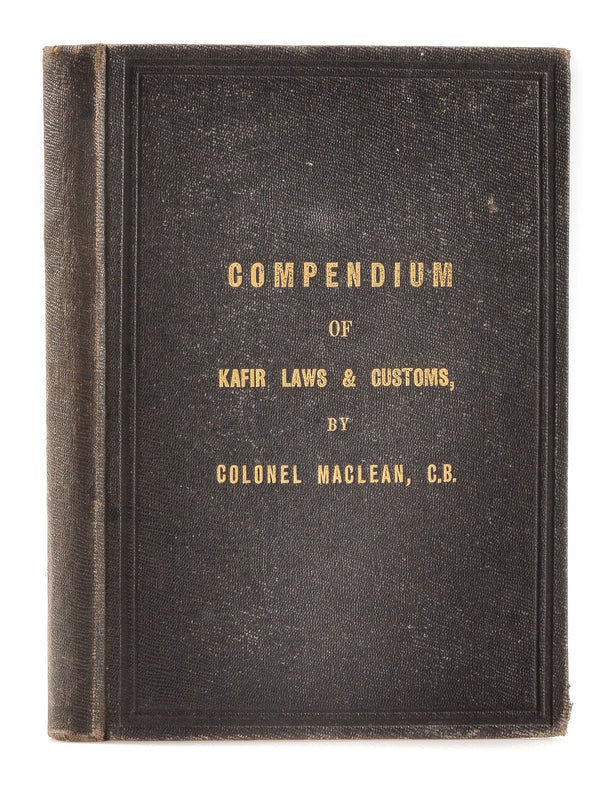 COMPENDIUM
OF
KAFIR LAWS & CUSTOMS,
BY
COLONEL MACLEAN, C.B.